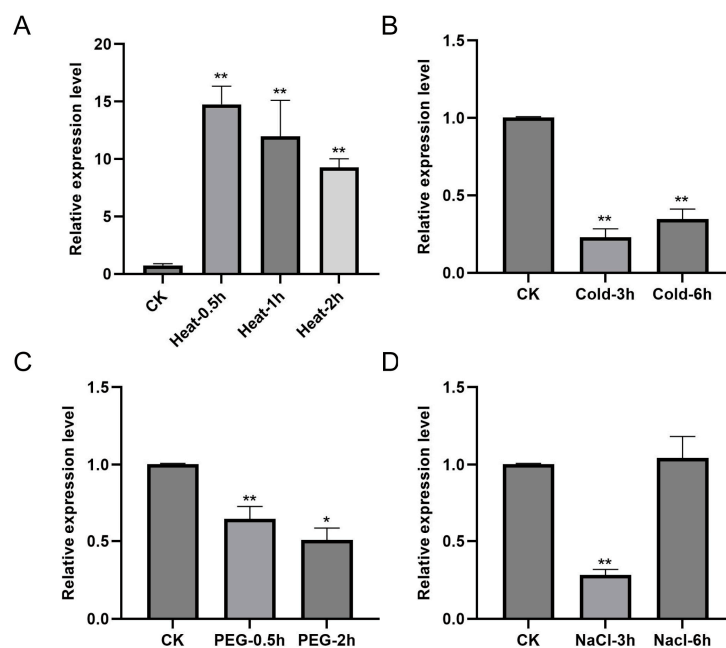 A
Relative expression level
20
15
10
5
0
**
**
**
CK
Heat-0.5h
Heat-1h
Heat-2h
B
Relative expression level
1.5
1.0
0.5
0.0
**
**
CK
Cold-3h
Cold-6h
C
Relative expression level
1.5
1.0
0.5
0.0
**
*
CK
PEG-0.5h
PEG-2h
D
Relative expression level
1.5
1.0
0.5
0.0
**
CK
NaCl-3h
Nacl-6h